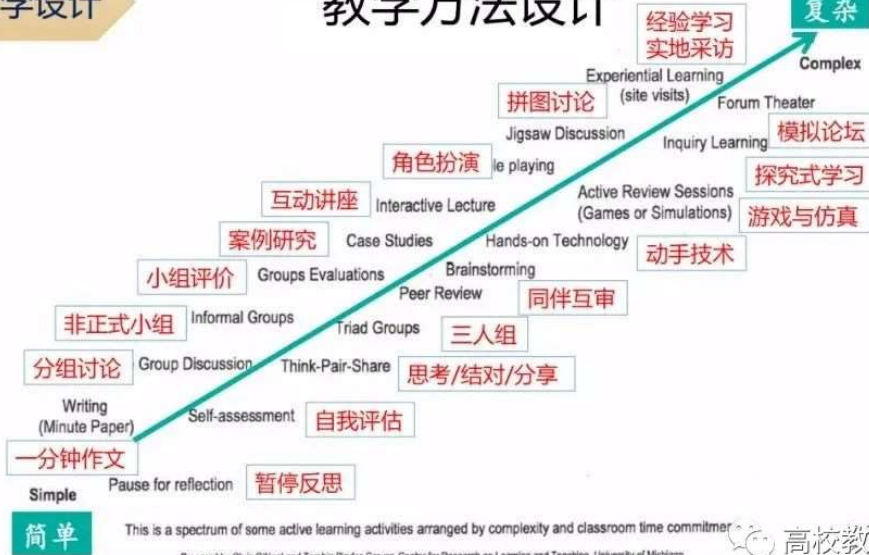 学设计
教学方法设计
复杂
Complex
经验学习
实地采访
Experiential Learning
(site visits)
Forum Theater
拼图讨论
Jigsaw Discussion
Inquiry Learning
模拟论坛
角色扮演
le playing
探究式学习
Active Review Sessions
(Games or Simulations)
游戏与仿真
互动讲座
Interactive Lecture
案例研究
Case Studies
Hands-on Technology
动手技术
小组评价
Groups Evaluations
Brainstorming
Peer Review
同伴互审
非正式小组
Informal Groups
Triad Groups
三人组
分组讨论
Group Discussion
Think-Pair-Share
思考/结对/分享
Writing
(Minute Paper)
Self-assessment
自我评估
一分钟作文
Pause for reflection
暂停反思
Simple
简单
This is a spectrum of some active learning activities arranged by complexity and classroom time commitme
高校教